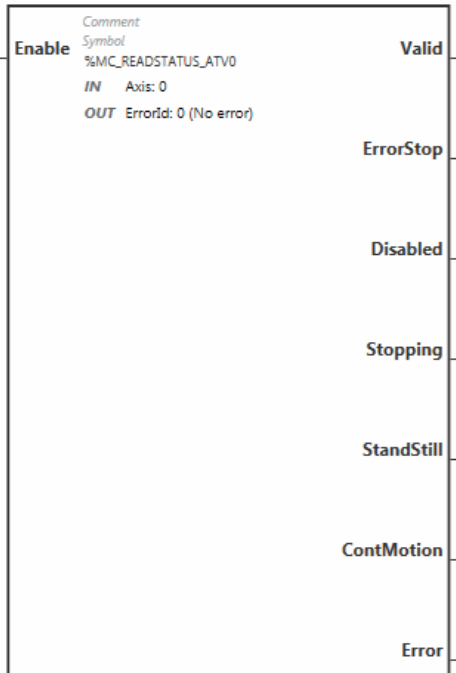 Comment
Enable Symbol Valid
%MC_READSTATUS_ATV0
IN Axis: 0
OUT ErrorId: 0 (No error)
ErrorStop
Disabled
Stopping
StandStill
ContMotion
Error